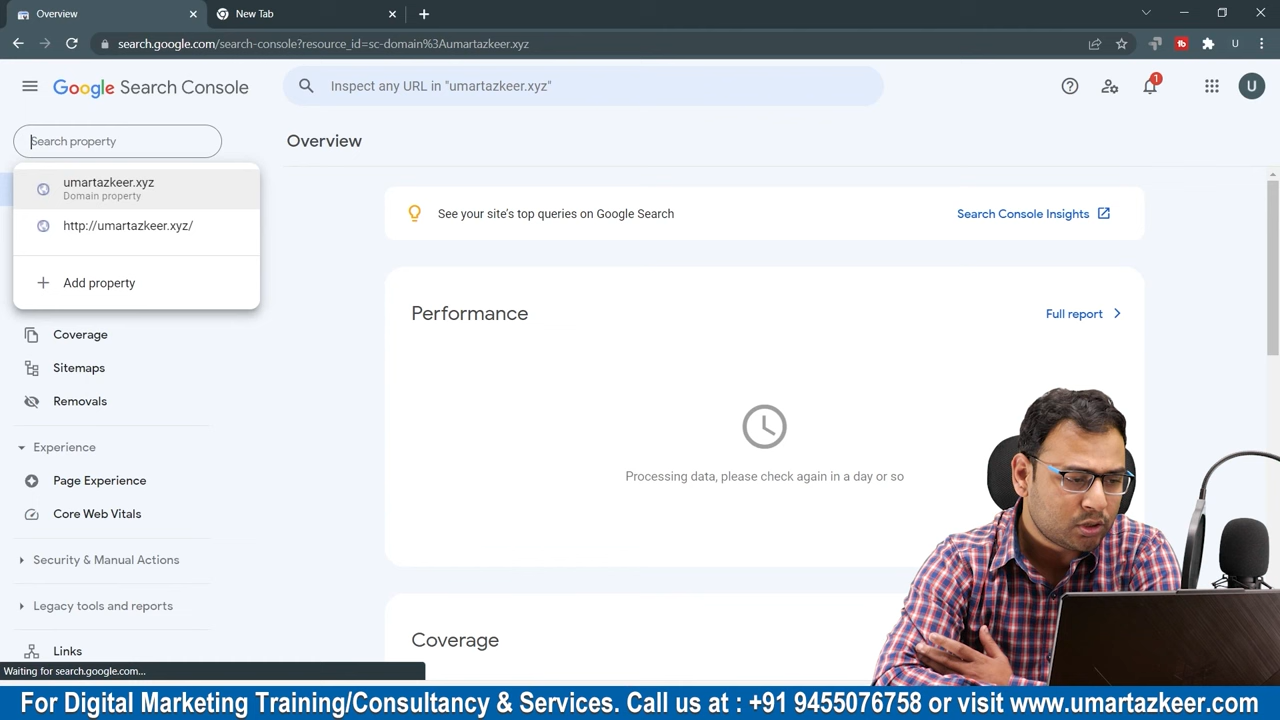 Overview
New Tab
search.google.com/search-console?resource_id=sc-domain%3Aumartazkeer.xyz
U
Google Search Console
Inspect any URL in "umartazkeer.xyz"
1
U
Search property
Overview
umartazkeer.xyz
Domain property
http://umartazkeer.xyz/
Add property
See your site's top queries on Google Search
Search Console Insights
Performance
Full report
Coverage
Sitemaps
Removals
Experience
Page Experience
Core Web Vitals
Processing data, please check again in a day or so
Security & Manual Actions
Legacy tools and reports
Links
Coverage
Waiting for search.google.com...
For Digital Marketing Training/Consultancy & Services. Call us at : +91 9455076758 or visit www.umartazkeer.com